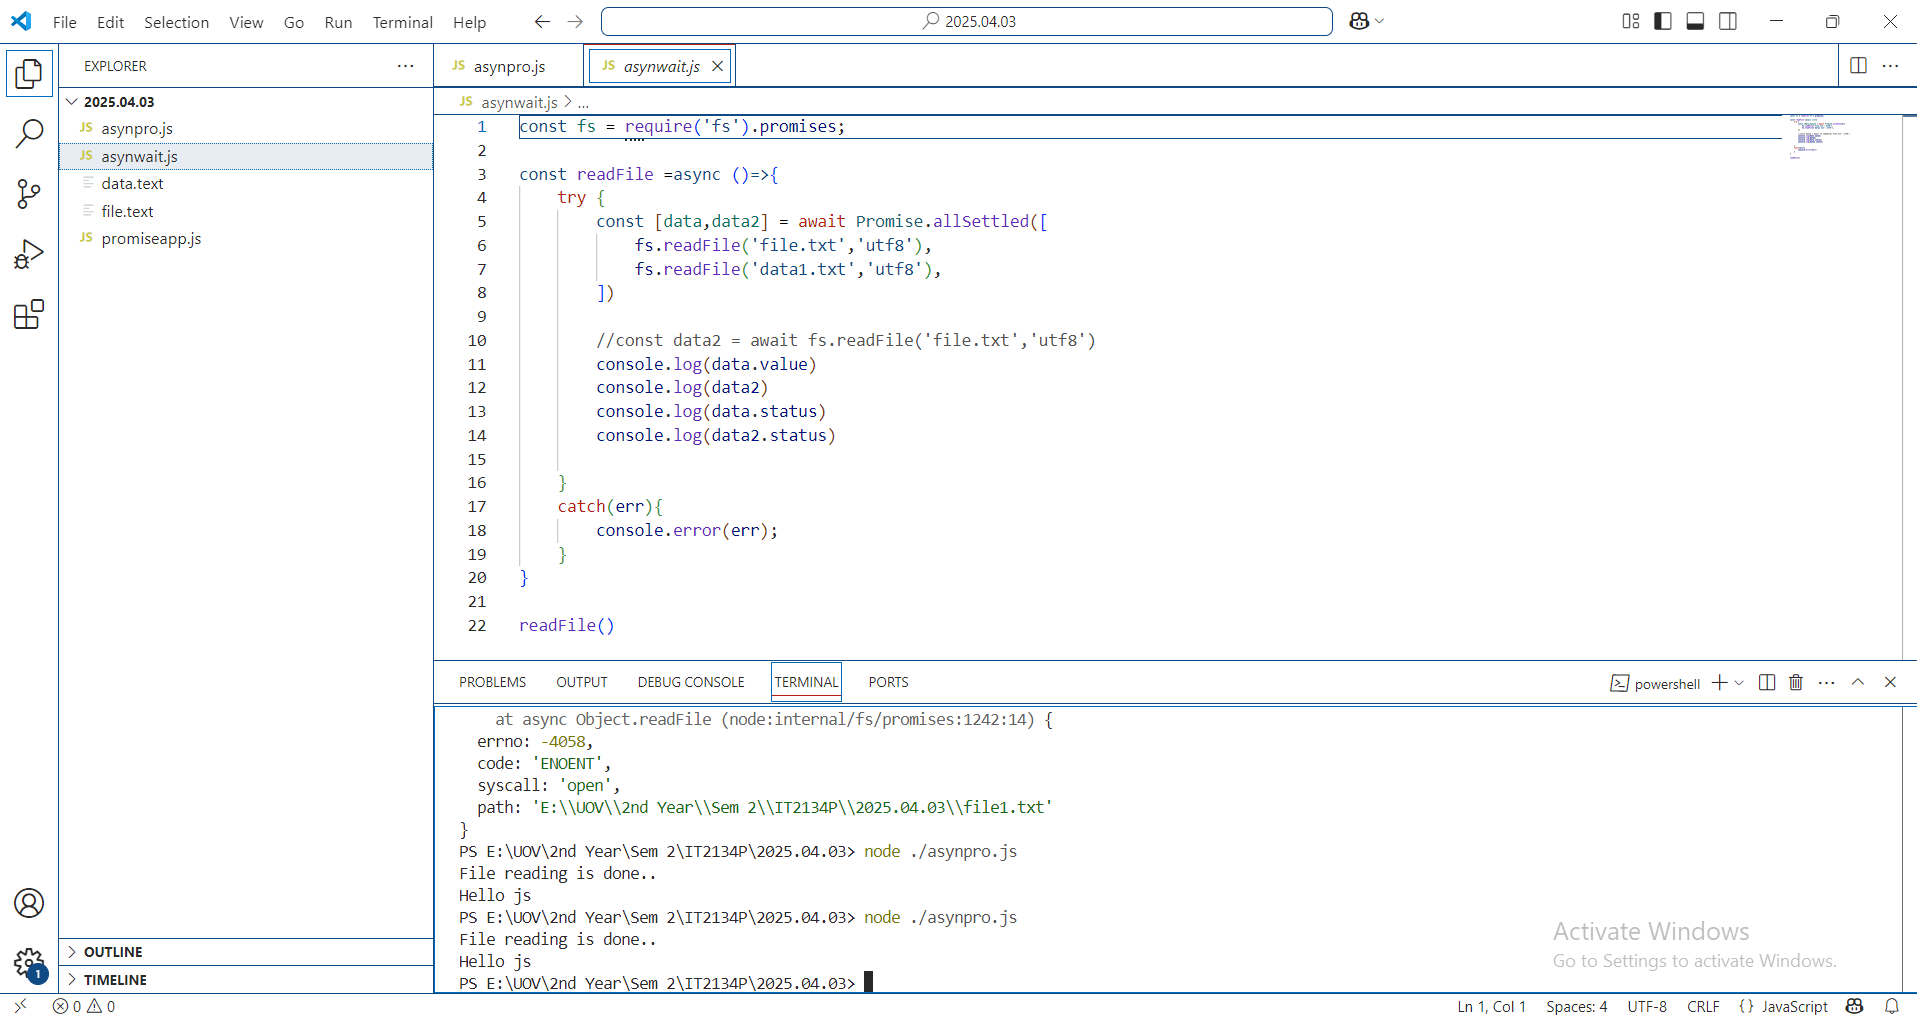 File Edit Selection View Go Run Terminal Help
2025.04.03
EXPLORER
2025.04.03
JS asynpro.js
JS asynwait.js
data.text
file.text
JS promiseapp.js
OUTLINE
TIMELINE
1
JS asynpro.js
JS asynwait.js
JS asynwait.js > ...
1 const fs = require('fs').promises;
2
3 const readFile =async ()=>{
4 try {
5 const [data,data2] = await Promise.allSettled([
6 fs.readFile('file.txt','utf8'),
7 fs.readFile('data1.txt','utf8'),
8 ])
9
10 //const data2 = await fs.readFile('file.txt','utf8')
11 console.log(data.value)
12 console.log(data2)
13 console.log(data.status)
14 console.log(data2.status)
15
16 }
17 catch(err){
18 console.error(err);
19 }
20 }
21
22 readFile()
PROBLEMS OUTPUT DEBUG CONSOLE TERMINAL PORTS
powershell
at async Object.readFile (node:internal/fs/promises:1242:14) {
errno: -4058,
code: 'ENOENT',
syscall: 'open',
path: 'E:\\UOV\\2nd Year\\Sem 2\\IT2134P\\2025.04.03\\file1.txt'
}
PS E:\UOV\2nd Year\Sem 2\IT2134P\2025.04.03> node ./asynpro.js
File reading is done..
Hello js
PS E:\UOV\2nd Year\Sem 2\IT2134P\2025.04.03> node ./asynpro.js
File reading is done..
Hello js
PS E:\UOV\2nd Year\Sem 2\IT2134P\2025.04.03>
Activate Windows
Go to Settings to activate Windows.
0 0
Ln 1, Col 1 Spaces: 4 UTF-8 CRLF {} JavaScript